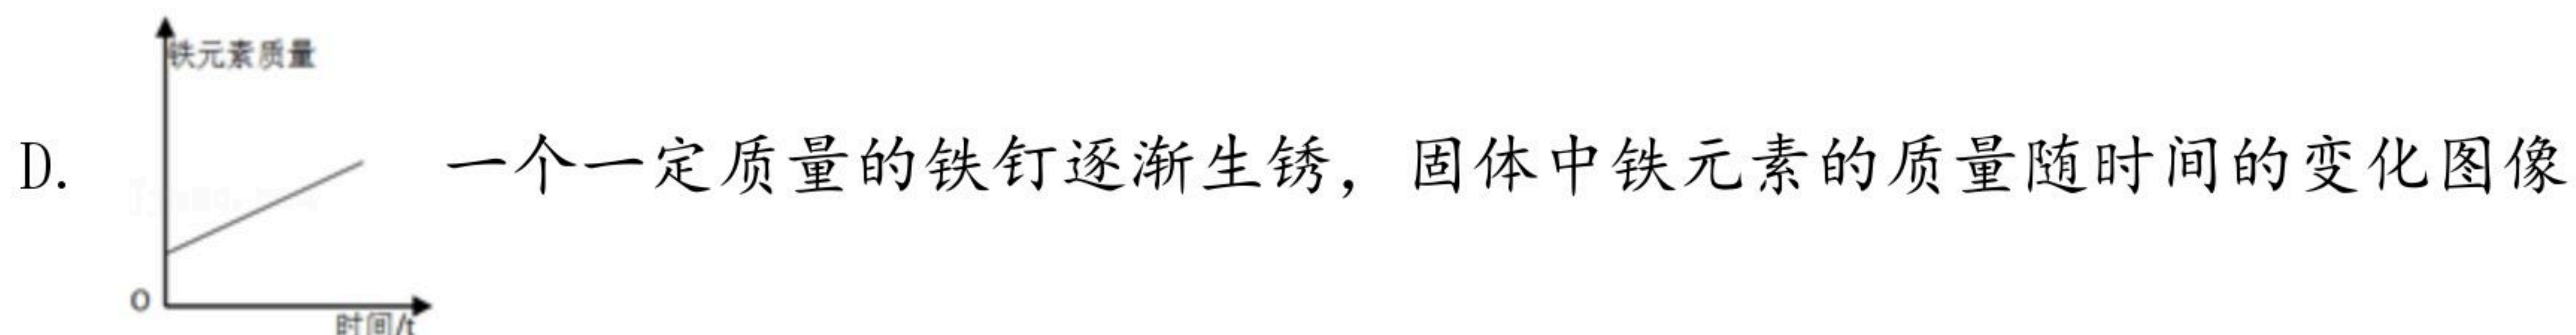 铁元素质量
D.
一个一定质量的铁钉逐渐生锈，固体中铁元素的质量随时间的变化图像
O
时间/t